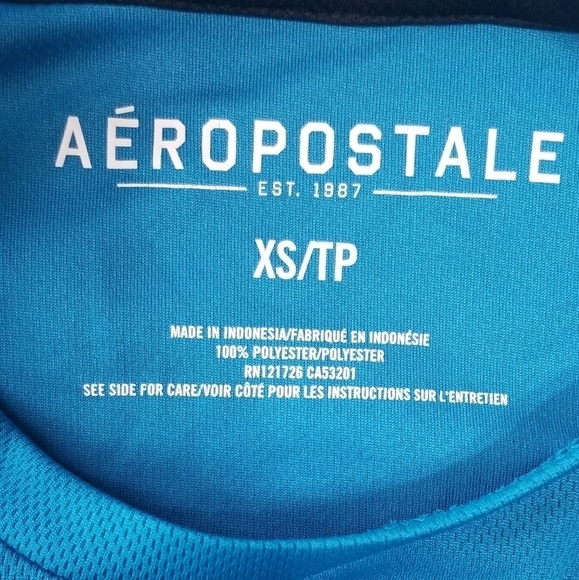 AÉROPOSTALE
EST. 1987
XS/TP
MADE IN INDONESIA/FABRIQUÉ EN INDONÉSIE
100% POLYESTER/POLYESTER
RN121726 CA53201
SEE SIDE FOR CARE/VOIR CÔTÉ POUR LES INSTRUCTIONS SUR L'ENTRETIEN